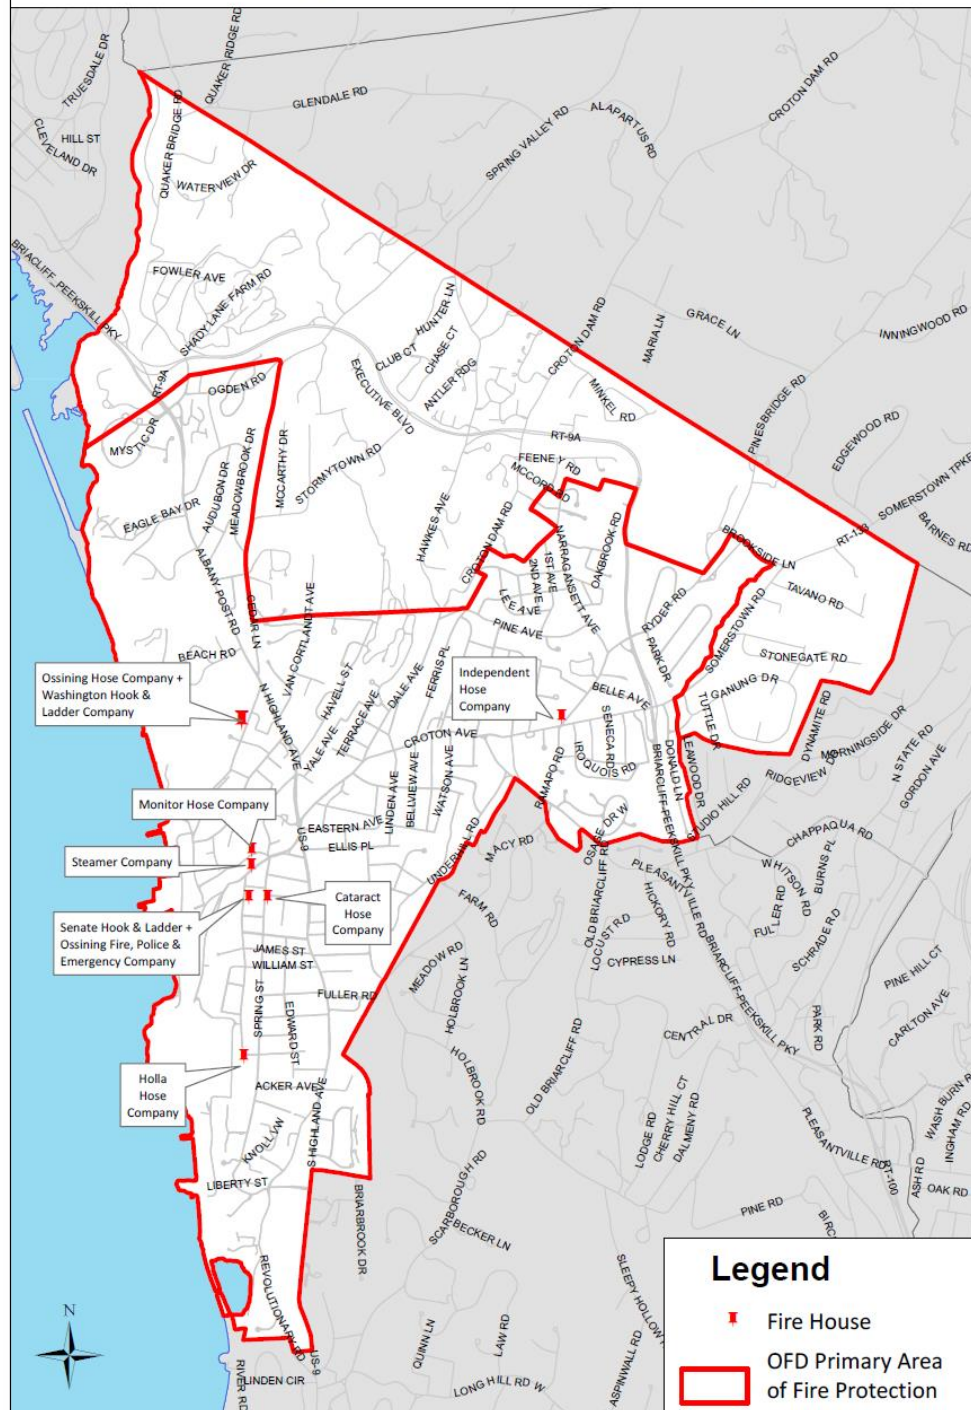 TRUESDALE DR
QUAKER RIDGE RD
CROTON DAM RD
GLENDALE RD
HILL ST
CLEVELAND DR
QUAKER BRIDGE RD
SPRING VALLEY RD
ALAPARTUS RD
WATERVIEW DR
BRIACLIFF_PEEKSKILL PKY
FOWLER AVE
SHADY LANE FARM RD
HUNTER LN
CROTON DAM RD
MARIA LN
GRACE LN
INNINGWOOD RD
CLUB CT
CHASE CT
ANTLER RDG
EXECUTIVE BLVD
RT-9A
OGDEN RD
MINKEL RD
PINESBRIDGE RD
EDGEWOOD RD
MYSTIC DR
RT-9A
MCCARTHY DR
STORMYTOWN RD
FEENEY RD
MCCORD RD
SOMERSTOWN TPKE
AUDUBON DR
MEADOWBROOK DR
EAGLE BAY DR
HAWKES AVE
CROTON DAM RD
NARRAGANSETT AVE
OAKBROOK RD
BROOKSIDE LN
RT-133
BARNES RD
ALBANY POST RD
1ST AVE
2ND AVE
CEDAR LN
VAN CORTLANDT AVE
LEE AVE
PINE AVE
RYDER RD
SOMERSTOWN RD
TAVANO RD
BEACH RD
STONEGATE RD
Ossining Hose Company +
Washington Hook &
Ladder Company
N HIGHLAND AVE
HAVELL ST
YALE AVE
TERRACE AVE
DALE AVE
FERRIS PL
Independent
Hose
Company
PARK DR
BELLE AVE
GANUNG DR
TUTTLE DR
DYNAMITE RD
MORNINGSIDE DR
CROTON AVE
SENECA RD
IROQUOIS RD
RAMAPO RD
DONALD LN
LEAWOOD DR
BRIARCLIFF-PEEKSKILL PKY
RIDGEVIEW DR
N STATE RD
GORDON AVE
LINDEN AVE
BELLVIEW AVE
WATSON AVE
STUDIO HILL RD
Monitor Hose Company
US-9
EASTERN AVE
ELLIS PL
UNDERHILL RD
MACY RD
OSAGE DR W
CHAPPAQUA RD
Steamer Company
PLEASANTVILLE RD
WHITSON RD
BURNS PL
Senate Hook & Ladder +
Ossining Fire, Police &
Emergency Company
Cataract
Hose
Company
FARM RD
OLD BRIARCLIFF RD
LOCUST RD
HICKORY RD
FULLER RD
SCHRADE RD
JAMES ST
WILLIAM ST
MEADOW RD
HOLBROOK LN
CYPRESS LN
BRIARCLIFF-PEEKSKILL PKY
PINE HILL CT
CARLTON AVE
SPRING ST
EDWARD ST
FULLER RD
CENTRAL DR
PARK RD
Holla
Hose
Company
ACKER AVE
S HIGHLAND AVE
HOLBROOK RD
OLD BRIARCLIFF RD
LODGE RD
CHERRY HILL CT
DALMENY RD
PLEASANTVILLE RD
RT-100
WASHBURN R
INGHAM RD
ASH RD
OAK RD
KNOLL VW
LIBERTY ST
BRIARBROOK DR
SCARBOROUGH RD
BECKER LN
PINE RD
BIRC
REVOLUTIONARY RD
SLEEPY HOLLOW
N
RIVER RD
US-9
LINDEN CIR
QUINN LN
LAW RD
LONG HILL RD W
ASPINWALL RD
Legend
Fire House
OFD Primary Area
of Fire Protection